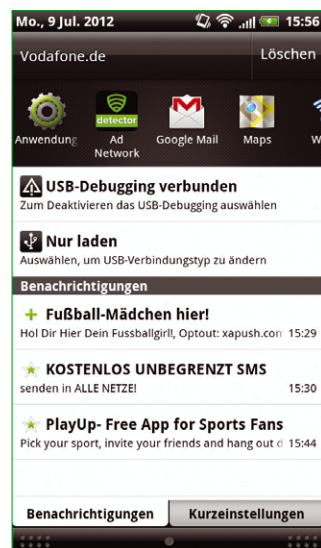 Mo., 9 Jul. 2012 15:56
Vodafone.de Löschen
detector
Anwendung Ad Network Google Mail Maps W
USB-Debugging verbunden
Zum Deaktivieren das USB-Debugging auswählen
Nur laden
Auswählen, um USB-Verbindungstyp zu ändern
Benachrichtigungen
Fußball-Mädchen hier!
Hol Dir Hier Dein Fussballgirl!, Optout: xapush.com 15:29
KOSTENLOS UNBEGRENZT SMS
senden in ALLE NETZE! 15:30
PlayUp- Free App for Sports Fans
Pick your sport, invite your friends and hang out d 15:44
Benachrichtigungen Kurzeinstellungen